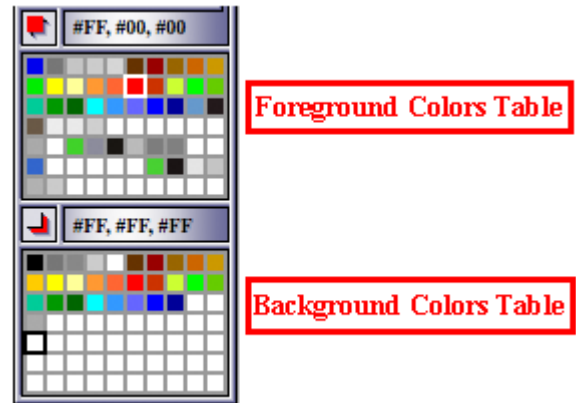 #FF, #00, #00
Foreground Colors Table
#FF, #FF, #FF
Background Colors Table